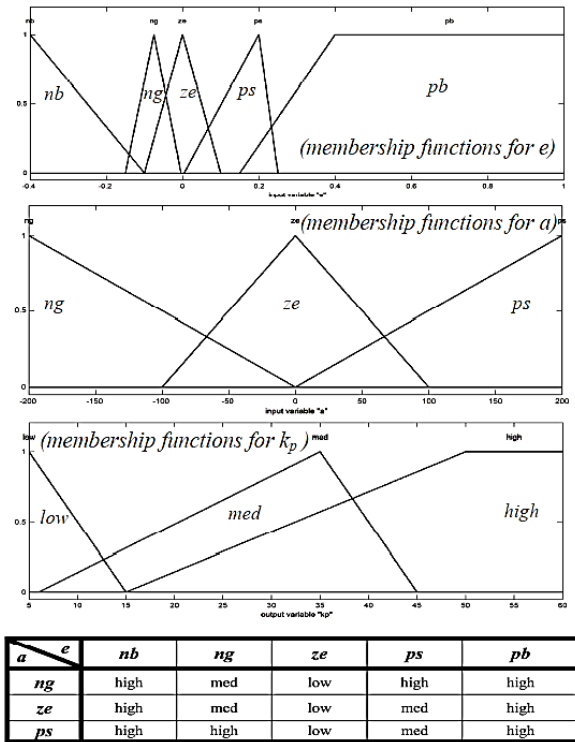 nb ng ze ps pb
1
nb ng ze ps pb
0.5
(membership functions for e)
0
-0.4 -0.2 0 0.2 0.4 0.6 0.8 1
input variable "e"
ng ze ps
(membership functions for a)
1
ng ze ps
0.5
0
-200 -150 -100 -50 0 50 100 150 200
input variable "a"
low med high
(membership functions for kp)
1
low med high
0.5
0
5 10 15 20 25 30 35 40 45 50 55 60
output variable "kp"
a e nb ng ze ps pb
ng high med low high high
ze high med low med high
ps high high low med high